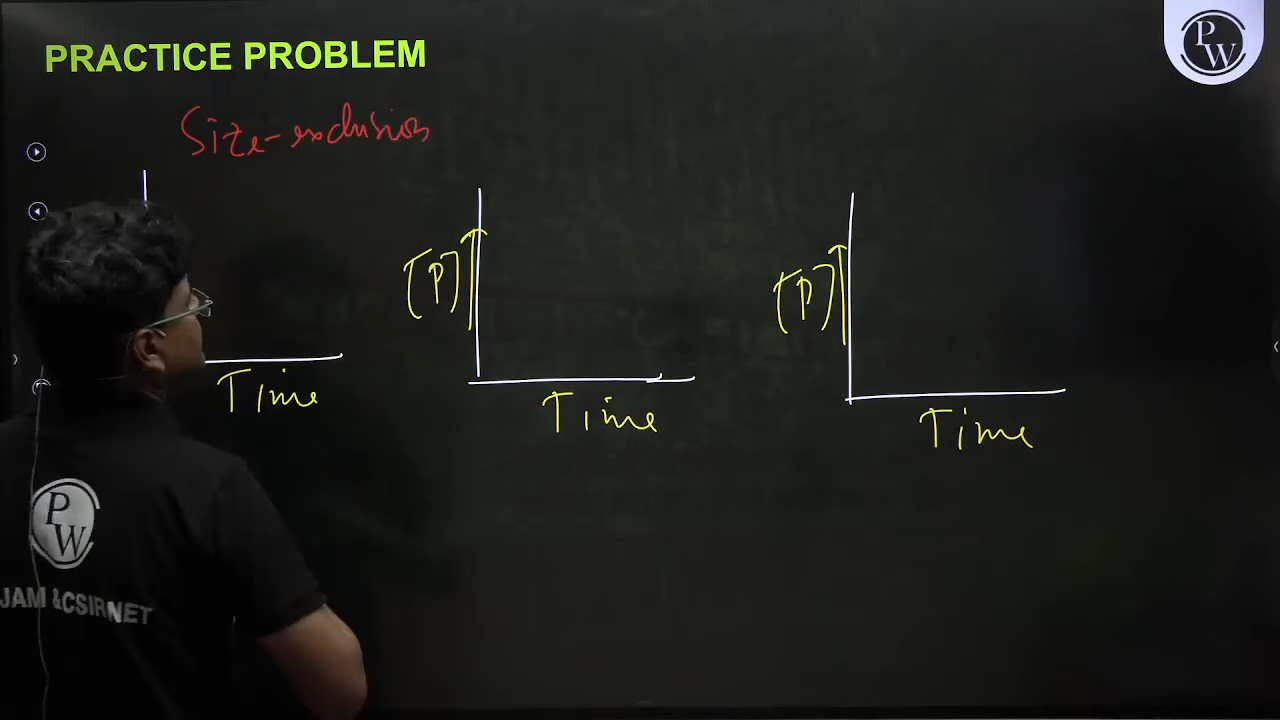 PRACTICE PROBLEM
PW
Size-exclusion
[P]
[P]
Time
Time
Time
PW
JAM & CSIR NET